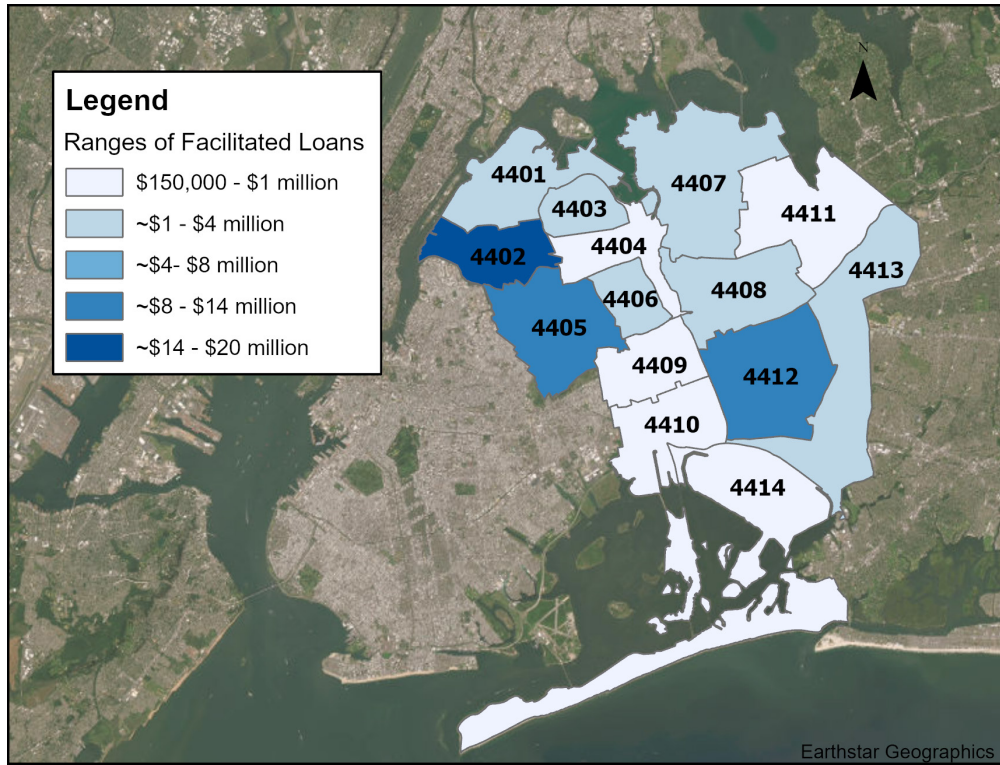 N
Legend
Ranges of Facilitated Loans
$150,000 - $1 million
~$1 - $4 million
~$4- $8 million
~$8 - $14 million
~$14 - $20 million
4401
4407
4403
4411
4404
4402
4413
4408
4406
4405
4409
4412
4410
4414
Earthstar Geographics